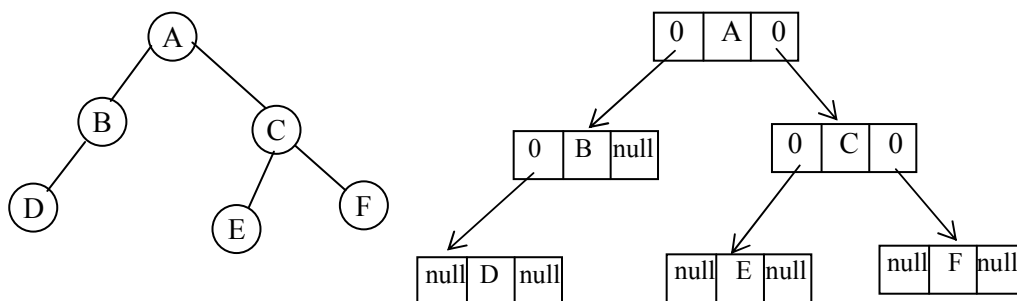 A
B
C
D
E
F
0 A 0
0 B null
0 C 0
null D null
null E null
null F null